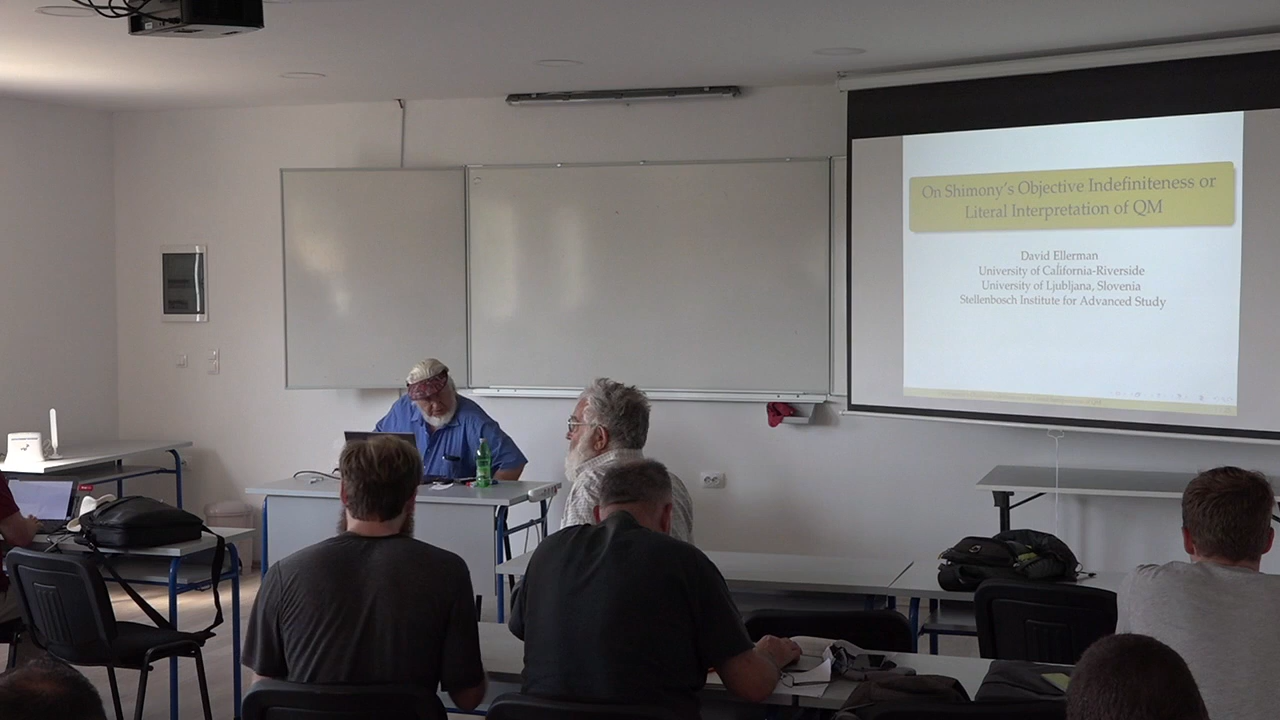 On Shimony's Objective Indefiniteness or
Literal Interpretation of QM
David Ellerman
University of California-Riverside
University of Ljubljana, Slovenia
Stellenbosch Institute for Advanced Study